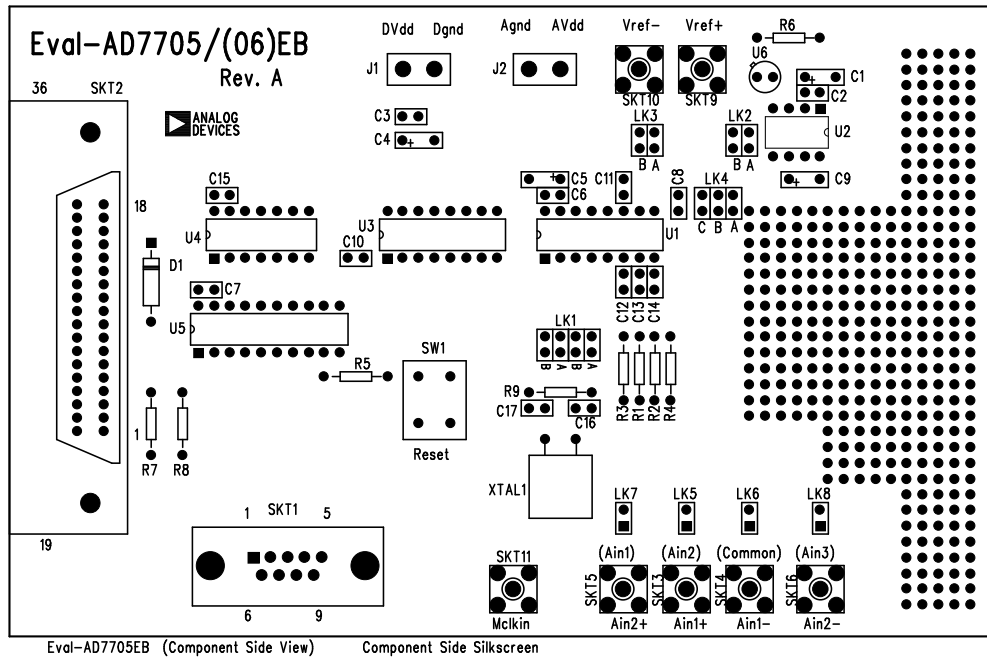 Eval-AD7705/(06)EB
Rev. A
DVdd Dgnd
Agnd AVdd
Vref- Vref+
R6
J1
J2
U6
C1
C2
SKT10 SKT9
36 SKT2
ANALOG
DEVICES
C3
C4
LK3
LK2
U2
B A
B A
C15
C5
C6
C11
C8
LK4
C9
18
U4
U3
U1
C B A
C10
D1
C7
C12 C13 C14
U5
LK1
SW1
B A B A
R5
R9
R3 R1 R2 R4
C17
C16
1
R7 R8
Reset
XTAL1
LK7 LK5 LK6 LK8
1 SKT1 5
19
SKT11
(Ain1) (Ain2) (Common) (Ain3)
SKT5 SKT3 SKT4 SKT6
6 9
Mclkin
Ain2+ Ain1+ Ain1- Ain2-
Eval-AD7705EB (Component Side View) Component Side Silkscreen